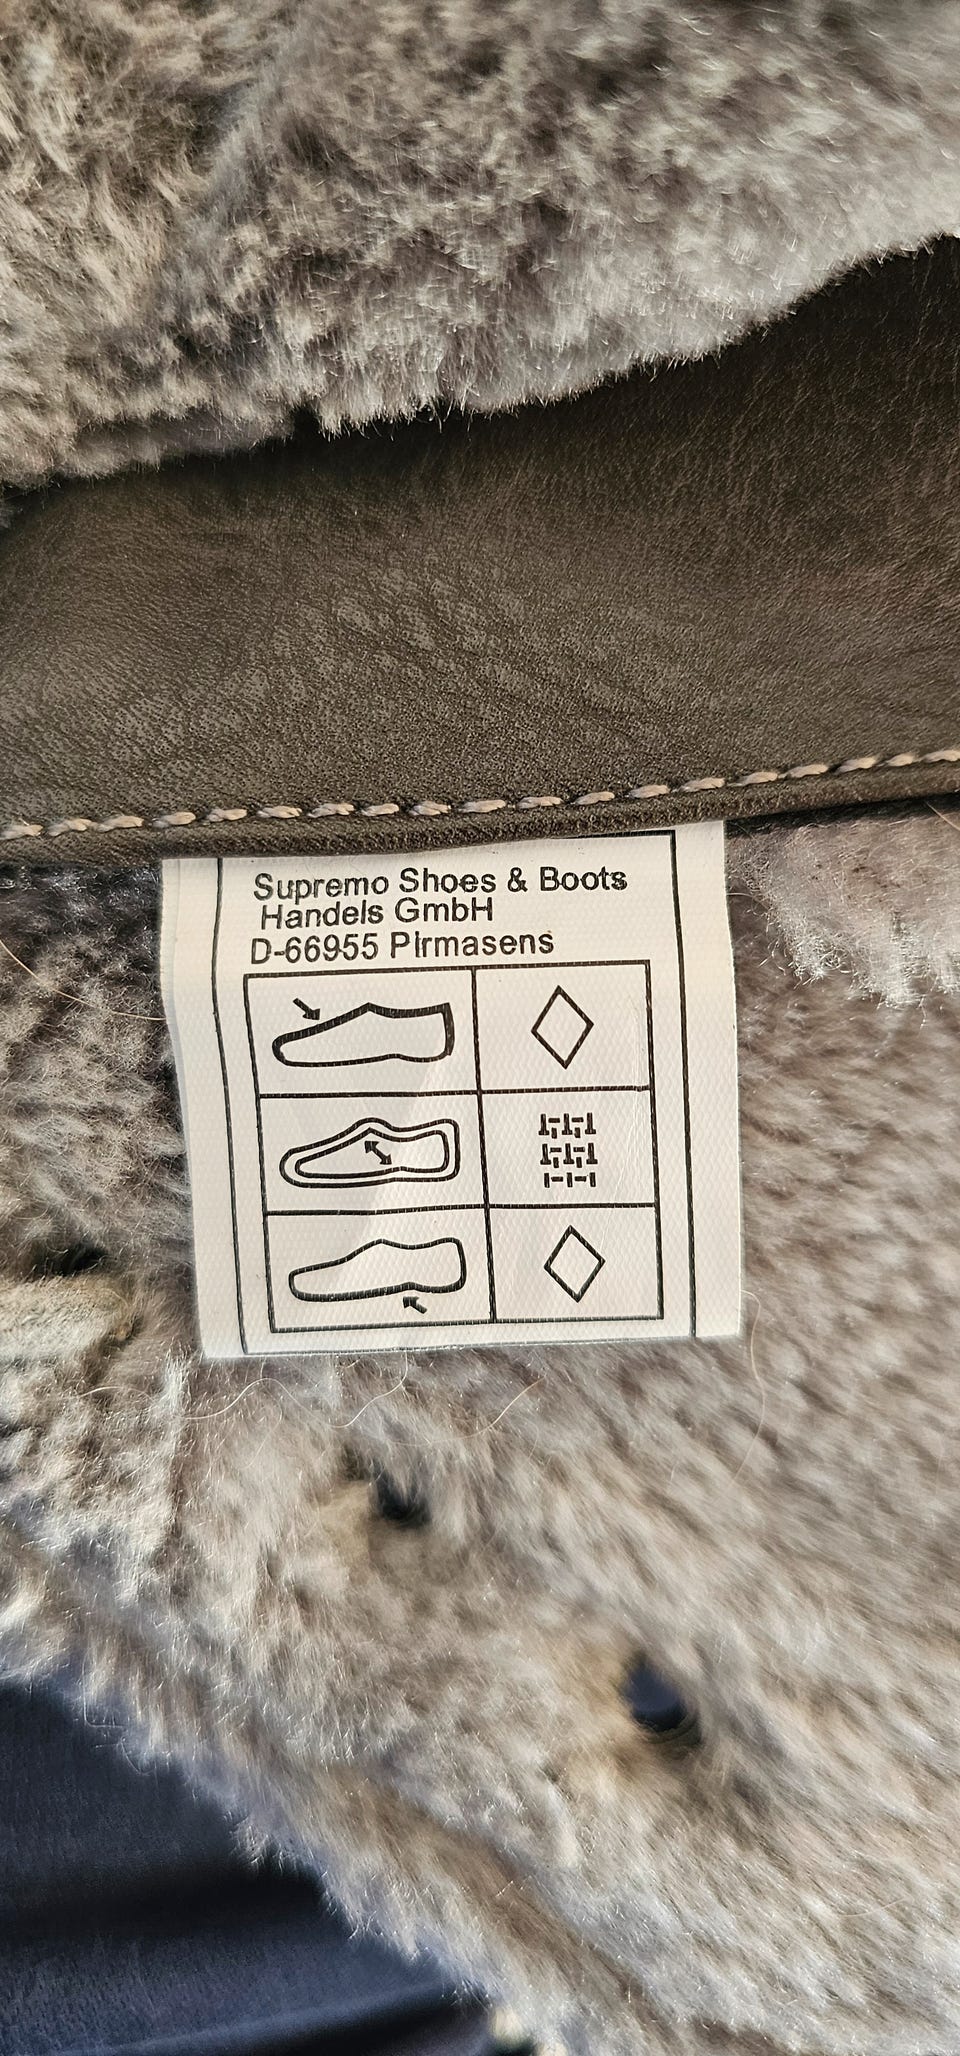 Supremo Shoes & Boots
Handels GmbH
D-66955 Pirmasens